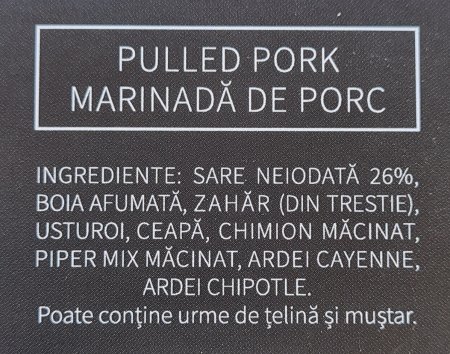 PULLED PORK
MARINADĂ DE PORC
INGREDIENTE: SARE NEIODATĂ 26%,
BOIA AFUMATĂ, ZAHĂR (DIN TRESTIE),
USTUROI, CEAPĂ, CHIMION MĂCINAT,
PIPER MIX MĂCINAT, ARDEI CAYENNE,
ARDEI CHIPOTLE.
Poate conține urme de țelină și muștar.